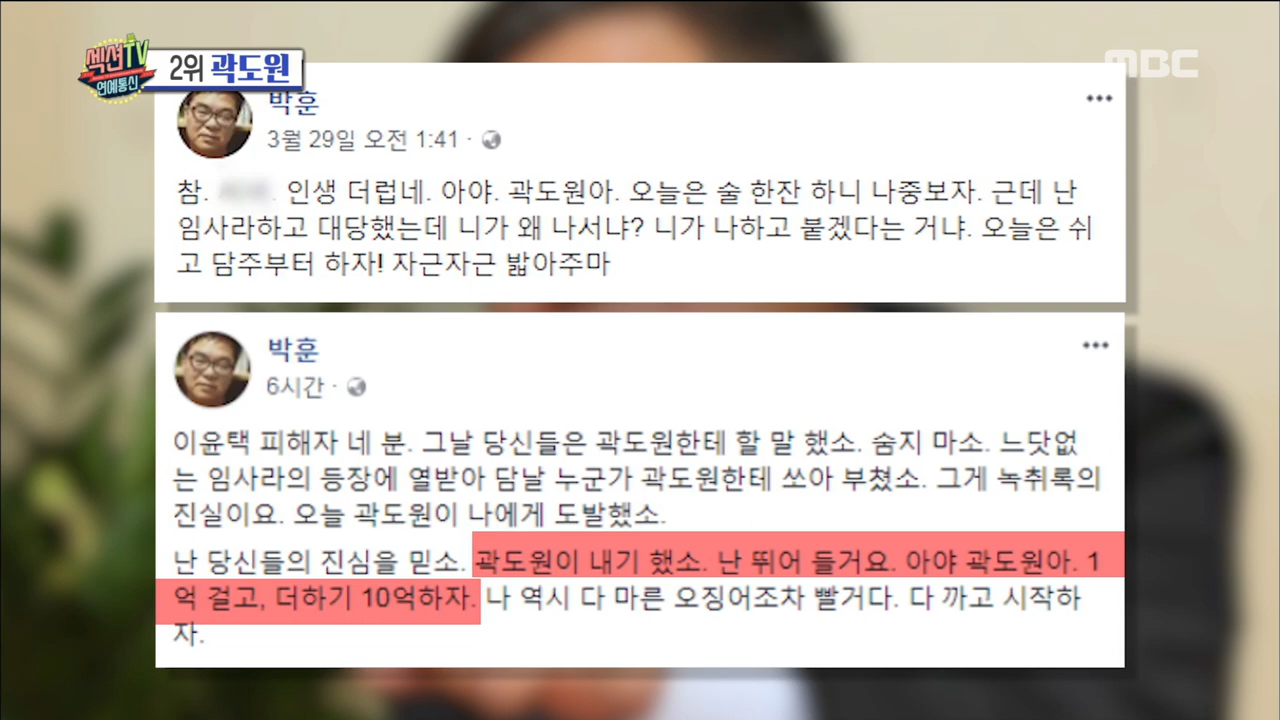 섹션TV
연예통신
2위 곽도원
MBC
박훈
3월 29일 오전 1:41 ·
참. 인생 더럽네. 아야. 곽도원아. 오늘은 술 한잔 하니 나중보자. 근데 난
임사라하고 대당했는데 니가 왜 나서냐? 니가 나하고 붙겠다는 거냐. 오늘은 쉬
고 담주부터 하자! 자근자근 밟아주마
박훈
6시간 ·
이윤택 피해자 네 분. 그날 당신들은 곽도원한테 할 말 했소. 숨지 마소. 느닷없
는 임사라의 등장에 열받아 담날 누군가 곽도원한테 쏘아 부쳤소. 그게 녹취록의
진실이요. 오늘 곽도원이 나에게 도발했소.
난 당신들의 진심을 믿소. 곽도원이 내기 했소. 난 뛰어 들거요. 아야 곽도원아. 1
억 걸고, 더하기 10억하자. 나 역시 다 마른 오징어조차 빨거다. 다 까고 시작하
자.